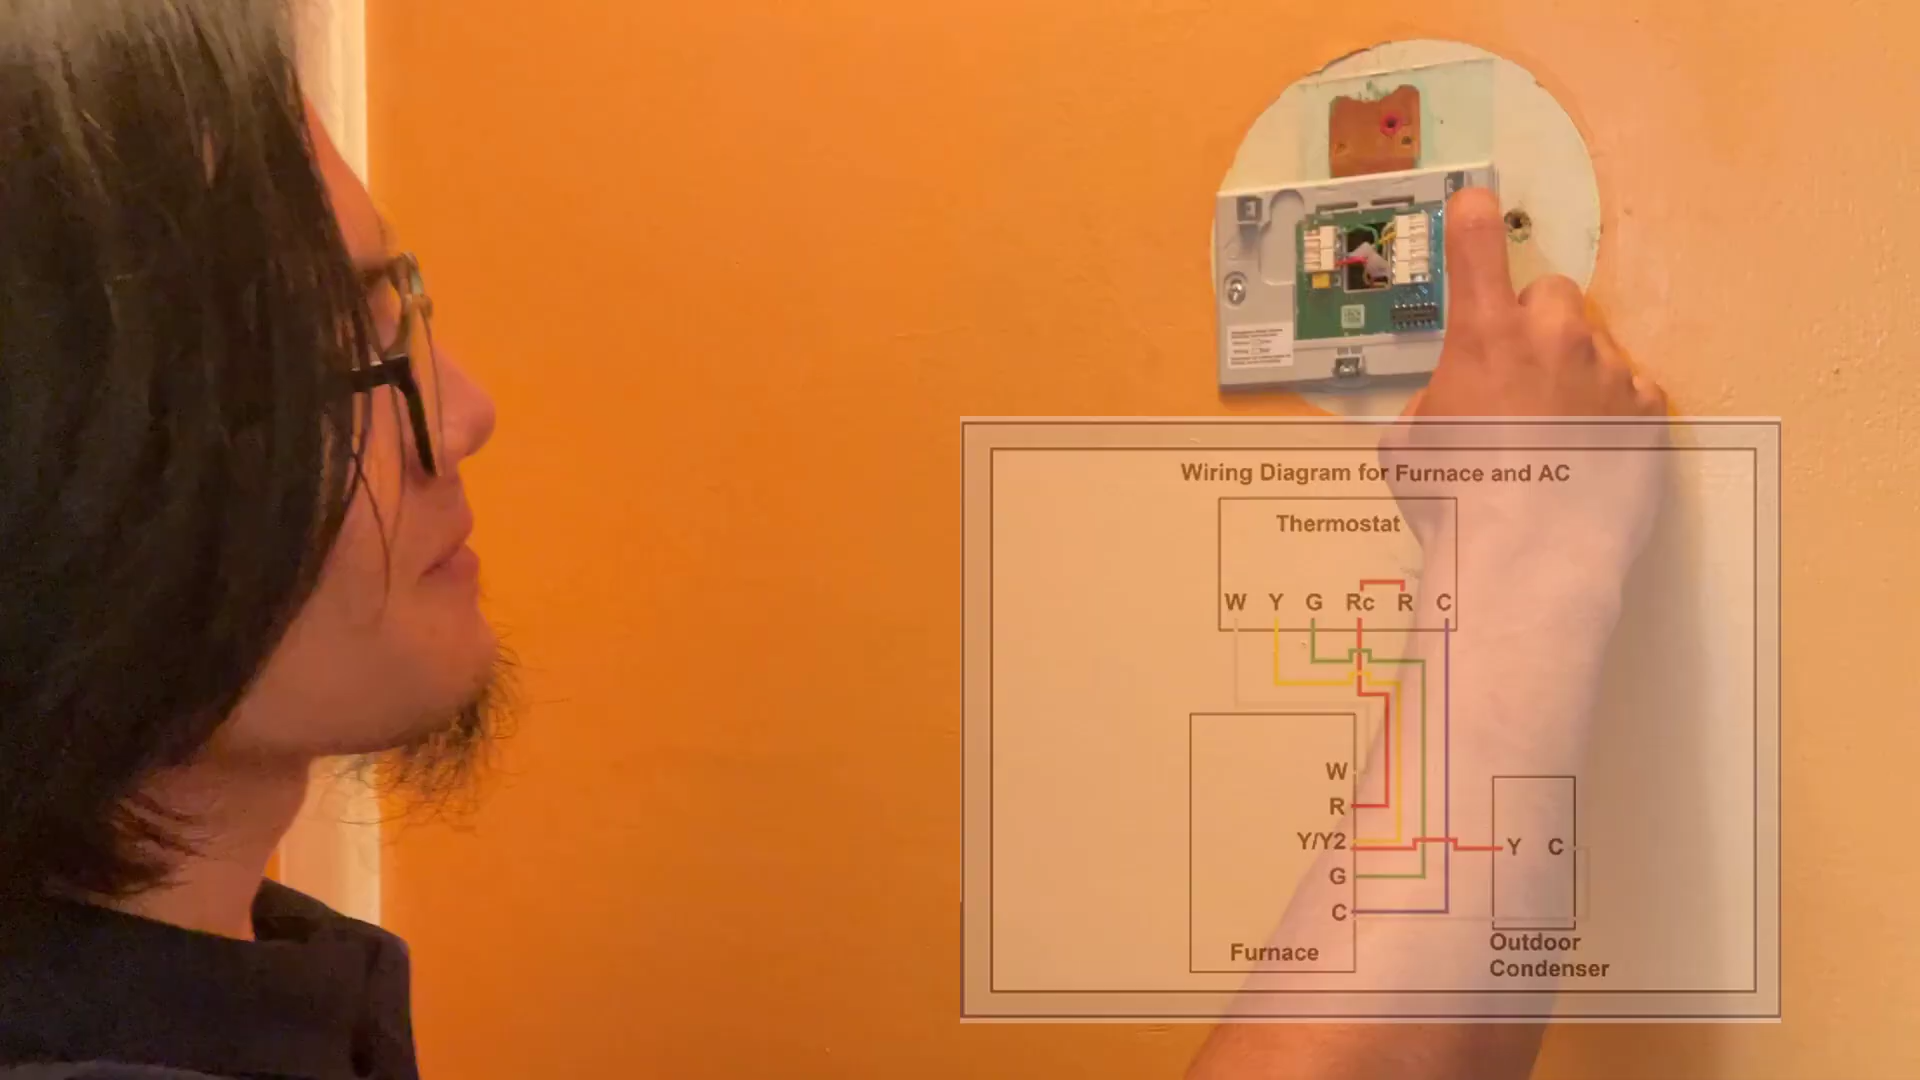 Wiring Diagram for Furnace and AC
Thermostat
W Y G Rc R C
W
R
Y/Y2
G
C
Furnace
Y C
Outdoor
Condenser